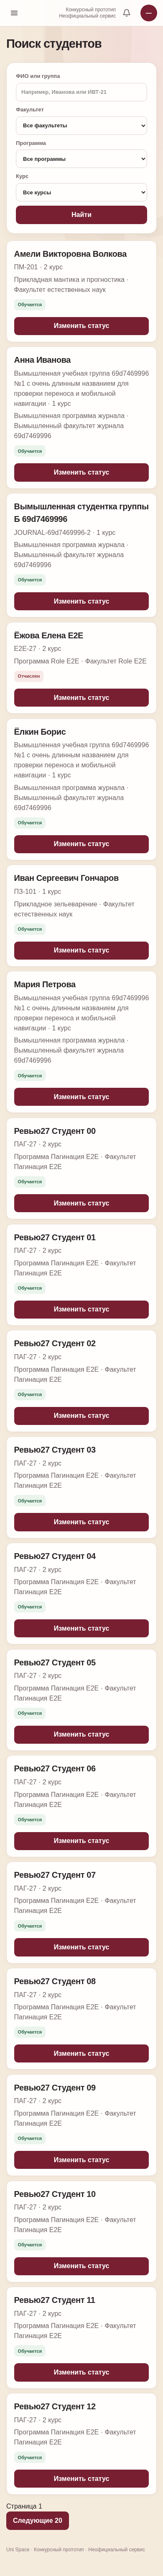 Конкурсный прототип
Неофициальный сервис
Поиск студентов
ФИО или группа
Например, Иванова или ИВТ-21
Факультет
Все факультеты
Программа
Все программы
Курс
Все курсы
Найти
Амели Викторовна Волкова
ПМ-201 · 2 курс
Прикладная мантика и прогностика ·
Факультет естественных наук
Обучается
Изменить статус
Анна Иванова
Вымышленная учебная группа 69d7469996
№1 с очень длинным названием для
проверки переноса и мобильной
навигации · 1 курс
Вымышленная программа журнала ·
Вымышленный факультет журнала
69d7469996
Обучается
Изменить статус
Вымышленная студентка группы
Б 69d7469996
JOURNAL-69d7469996-2 · 1 курс
Вымышленная программа журнала ·
Вымышленный факультет журнала
69d7469996
Обучается
Изменить статус
Ёжова Елена E2E
E2E-27 · 2 курс
Программа Role E2E · Факультет Role E2E
Отчислен
Изменить статус
Ёлкин Борис
Вымышленная учебная группа 69d7469996
№1 с очень длинным названием для
проверки переноса и мобильной
навигации · 1 курс
Вымышленная программа журнала ·
Вымышленный факультет журнала
69d7469996
Обучается
Изменить статус
Иван Сергеевич Гончаров
ПЗ-101 · 1 курс
Прикладное зельеварение · Факультет
естественных наук
Обучается
Изменить статус
Мария Петрова
Вымышленная учебная группа 69d7469996
№1 с очень длинным названием для
проверки переноса и мобильной
навигации · 1 курс
Вымышленная программа журнала ·
Вымышленный факультет журнала
69d7469996
Обучается
Изменить статус
Ревью27 Студент 00
ПАГ-27 · 2 курс
Программа Пагинация E2E · Факультет
Пагинация E2E
Обучается
Изменить статус
Ревью27 Студент 01
ПАГ-27 · 2 курс
Программа Пагинация E2E · Факультет
Пагинация E2E
Обучается
Изменить статус
Ревью27 Студент 02
ПАГ-27 · 2 курс
Программа Пагинация E2E · Факультет
Пагинация E2E
Обучается
Изменить статус
Ревью27 Студент 03
ПАГ-27 · 2 курс
Программа Пагинация E2E · Факультет
Пагинация E2E
Обучается
Изменить статус
Ревью27 Студент 04
ПАГ-27 · 2 курс
Программа Пагинация E2E · Факультет
Пагинация E2E
Обучается
Изменить статус
Ревью27 Студент 05
ПАГ-27 · 2 курс
Программа Пагинация E2E · Факультет
Пагинация E2E
Обучается
Изменить статус
Ревью27 Студент 06
ПАГ-27 · 2 курс
Программа Пагинация E2E · Факультет
Пагинация E2E
Обучается
Изменить статус
Ревью27 Студент 07
ПАГ-27 · 2 курс
Программа Пагинация E2E · Факультет
Пагинация E2E
Обучается
Изменить статус
Ревью27 Студент 08
ПАГ-27 · 2 курс
Программа Пагинация E2E · Факультет
Пагинация E2E
Обучается
Изменить статус
Ревью27 Студент 09
ПАГ-27 · 2 курс
Программа Пагинация E2E · Факультет
Пагинация E2E
Обучается
Изменить статус
Ревью27 Студент 10
ПАГ-27 · 2 курс
Программа Пагинация E2E · Факультет
Пагинация E2E
Обучается
Изменить статус
Ревью27 Студент 11
ПАГ-27 · 2 курс
Программа Пагинация E2E · Факультет
Пагинация E2E
Обучается
Изменить статус
Ревью27 Студент 12
ПАГ-27 · 2 курс
Программа Пагинация E2E · Факультет
Пагинация E2E
Обучается
Изменить статус
Страница 1
Следующие 20
Uni Space · Конкурсный прототип · Неофициальный сервис